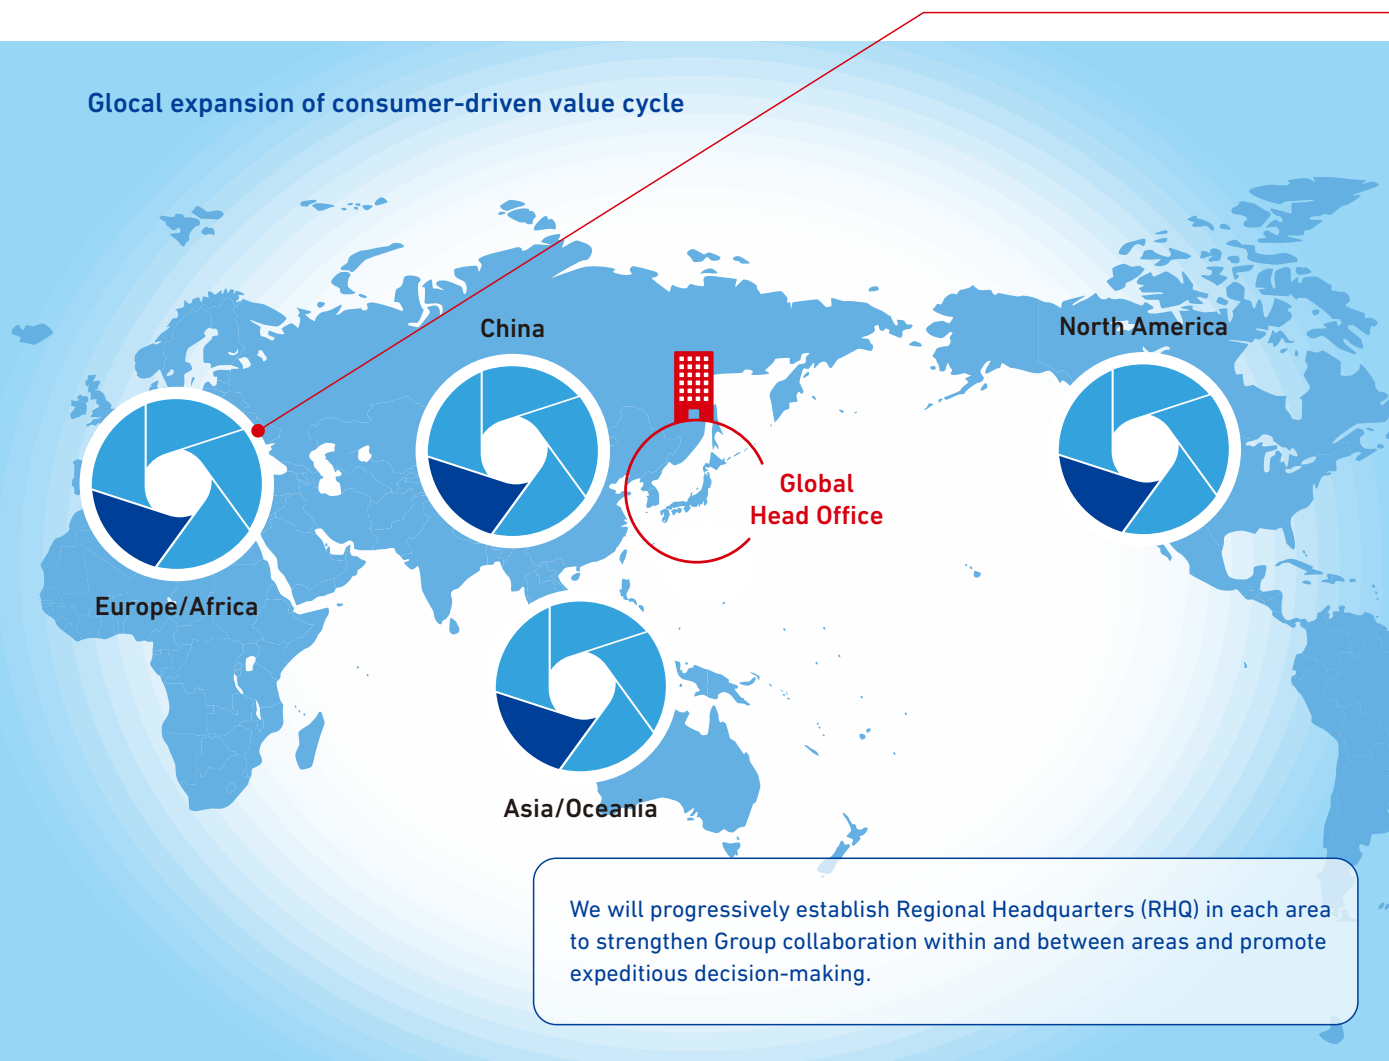 Glocal expansion of consumer-driven value cycle
China
North America
Global
Head Office
Europe/Africa
Asia/Oceania
We will progressively establish Regional Headquarters (RHQ) in each area
to strengthen Group collaboration within and between areas and promote
expeditious decision-making.